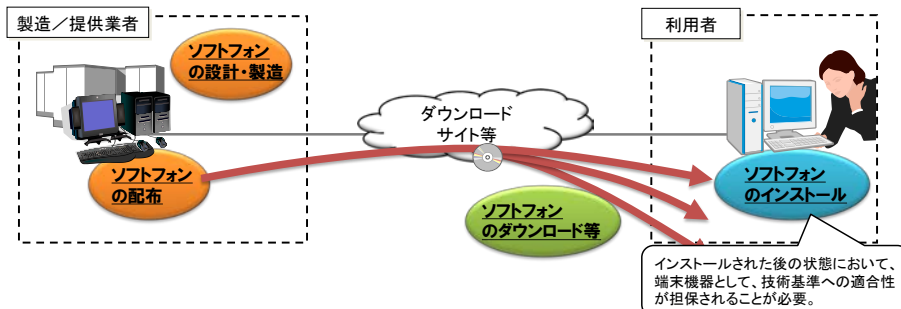 製造／提供業者
利用者
ソフトフォン
の設計・製造
ダウンロード
サイト等
ソフトフォン
の配布
ソフトフォン
のダウンロード等
ソフトフォン
のインストール
インストールされた後の状態において、
端末機器として、技術基準への適合性
が担保されることが必要。